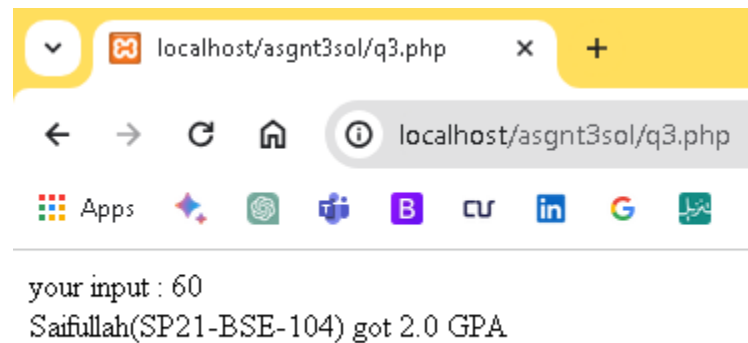 localhost/asgnt3sol/q3.php
localhost/asgnt3sol/q3.php
Apps B CU in G
your input : 60
Saifullah(SP21-BSE-104) got 2.0 GPA